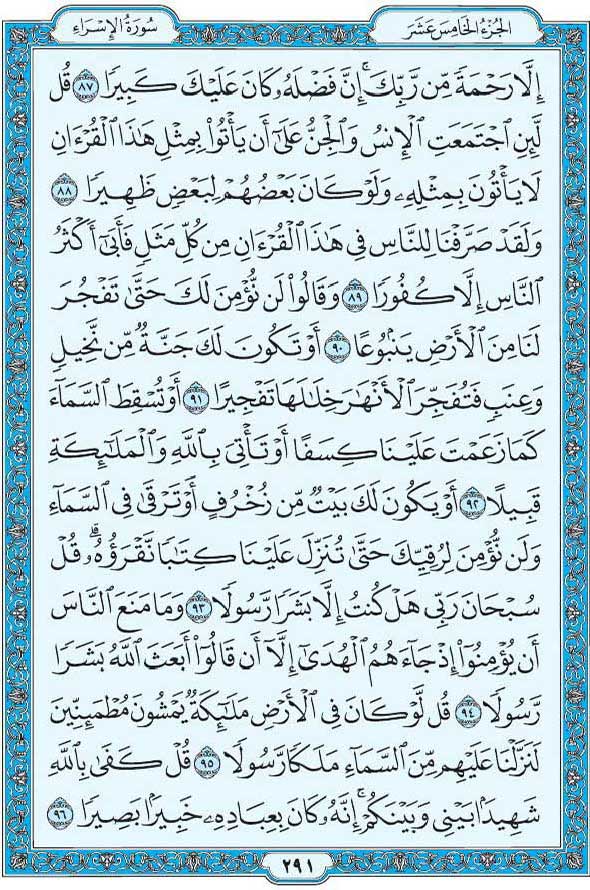 سُورَةُ الإِسْرَاءِ
الجُزْءُ الخَامِسَ عَشَرَ
إِلَّا رَحْمَةً مِّن رَّبِّكَ ۚ إِنَّ فَضْلَهُۥ كَانَ عَلَيْكَ كَبِيرًا ٨٧ قُل
لَّئِنِ ٱجْتَمَعَتِ ٱلْإِنسُ وَٱلْجِنُّ عَلَىٰٓ أَن يَأْتُوا۟ بِمِثْلِ هَٰذَا ٱلْقُرْءَانِ
لَا يَأْتُونَ بِمِثْلِهِۦ وَلَوْ كَانَ بَعْضُهُمْ لِبَعْضٍ ظَهِيرًا ٨٨
وَلَقَدْ صَرَّفْنَا لِلنَّاسِ فِى هَٰذَا ٱلْقُرْءَانِ مِن كُلِّ مَثَلٍ فَأَبَىٰٓ أَكْثَرُ
ٱلنَّاسِ إِلَّا كُفُورًا ٨٩ وَقَالُوا۟ لَن نُّؤْمِنَ لَكَ حَتَّىٰ تَفْجُرَ
لَنَا مِنَ ٱلْأَرْضِ يَنۢبُوعًا ٩٠ أَوْ تَكُونَ لَكَ جَنَّةٌ مِّن نَّخِيلٍ
وَعِنَبٍ فَتُفَجِّرَ ٱلْأَنْهَٰرَ خِلَٰلَهَا تَفْجِيرًا ٩١ أَوْ تُسْقِطَ ٱلسَّمَآءَ
كَمَا زَعَمْتَ عَلَيْنَا كِسَفًا أَوْ تَأْتِىَ بِٱللَّهِ وَٱلْمَلَٰٓئِكَةِ
قَبِيلًا ٩٢ أَوْ يَكُونَ لَكَ بَيْتٌ مِّن زُخْرُفٍ أَوْ تَرْقَىٰ فِى ٱلسَّمَآءِ
وَلَن نُّؤْمِنَ لِرُقِيِّكَ حَتَّىٰ تُنَزِّلَ عَلَيْنَا كِتَٰبًا نَّقْرَؤُهُۥ ۗ قُلْ
سُبْحَانَ رَبِّى هَلْ كُنتُ إِلَّا بَشَرًا رَّسُولًا ٩٣ وَمَا مَنَعَ ٱلنَّاسَ
أَن يُؤْمِنُوٓا۟ إِذْ جَآءَهُمُ ٱلْهُدَىٰٓ إِلَّآ أَن قَالُوٓا۟ أَبَعَثَ ٱللَّهُ بَشَرًا
رَّسُولًا ٩٤ قُل لَّوْ كَانَ فِى ٱلْأَرْضِ مَلَٰٓئِكَةٌ يَمْشُونَ مُطْمَئِنِّينَ
لَنَزَّلْنَا عَلَيْهِم مِّنَ ٱلسَّمَآءِ مَلَكًا رَّسُولًا ٩٥ قُلْ كَفَىٰ بِٱللَّهِ
شَهِيدًۢا بَيْنِى وَبَيْنَكُمْ ۚ إِنَّهُۥ كَانَ بِعِبَادِهِۦ خَبِيرًۢا بَصِيرًا ٩٦
٢٩١